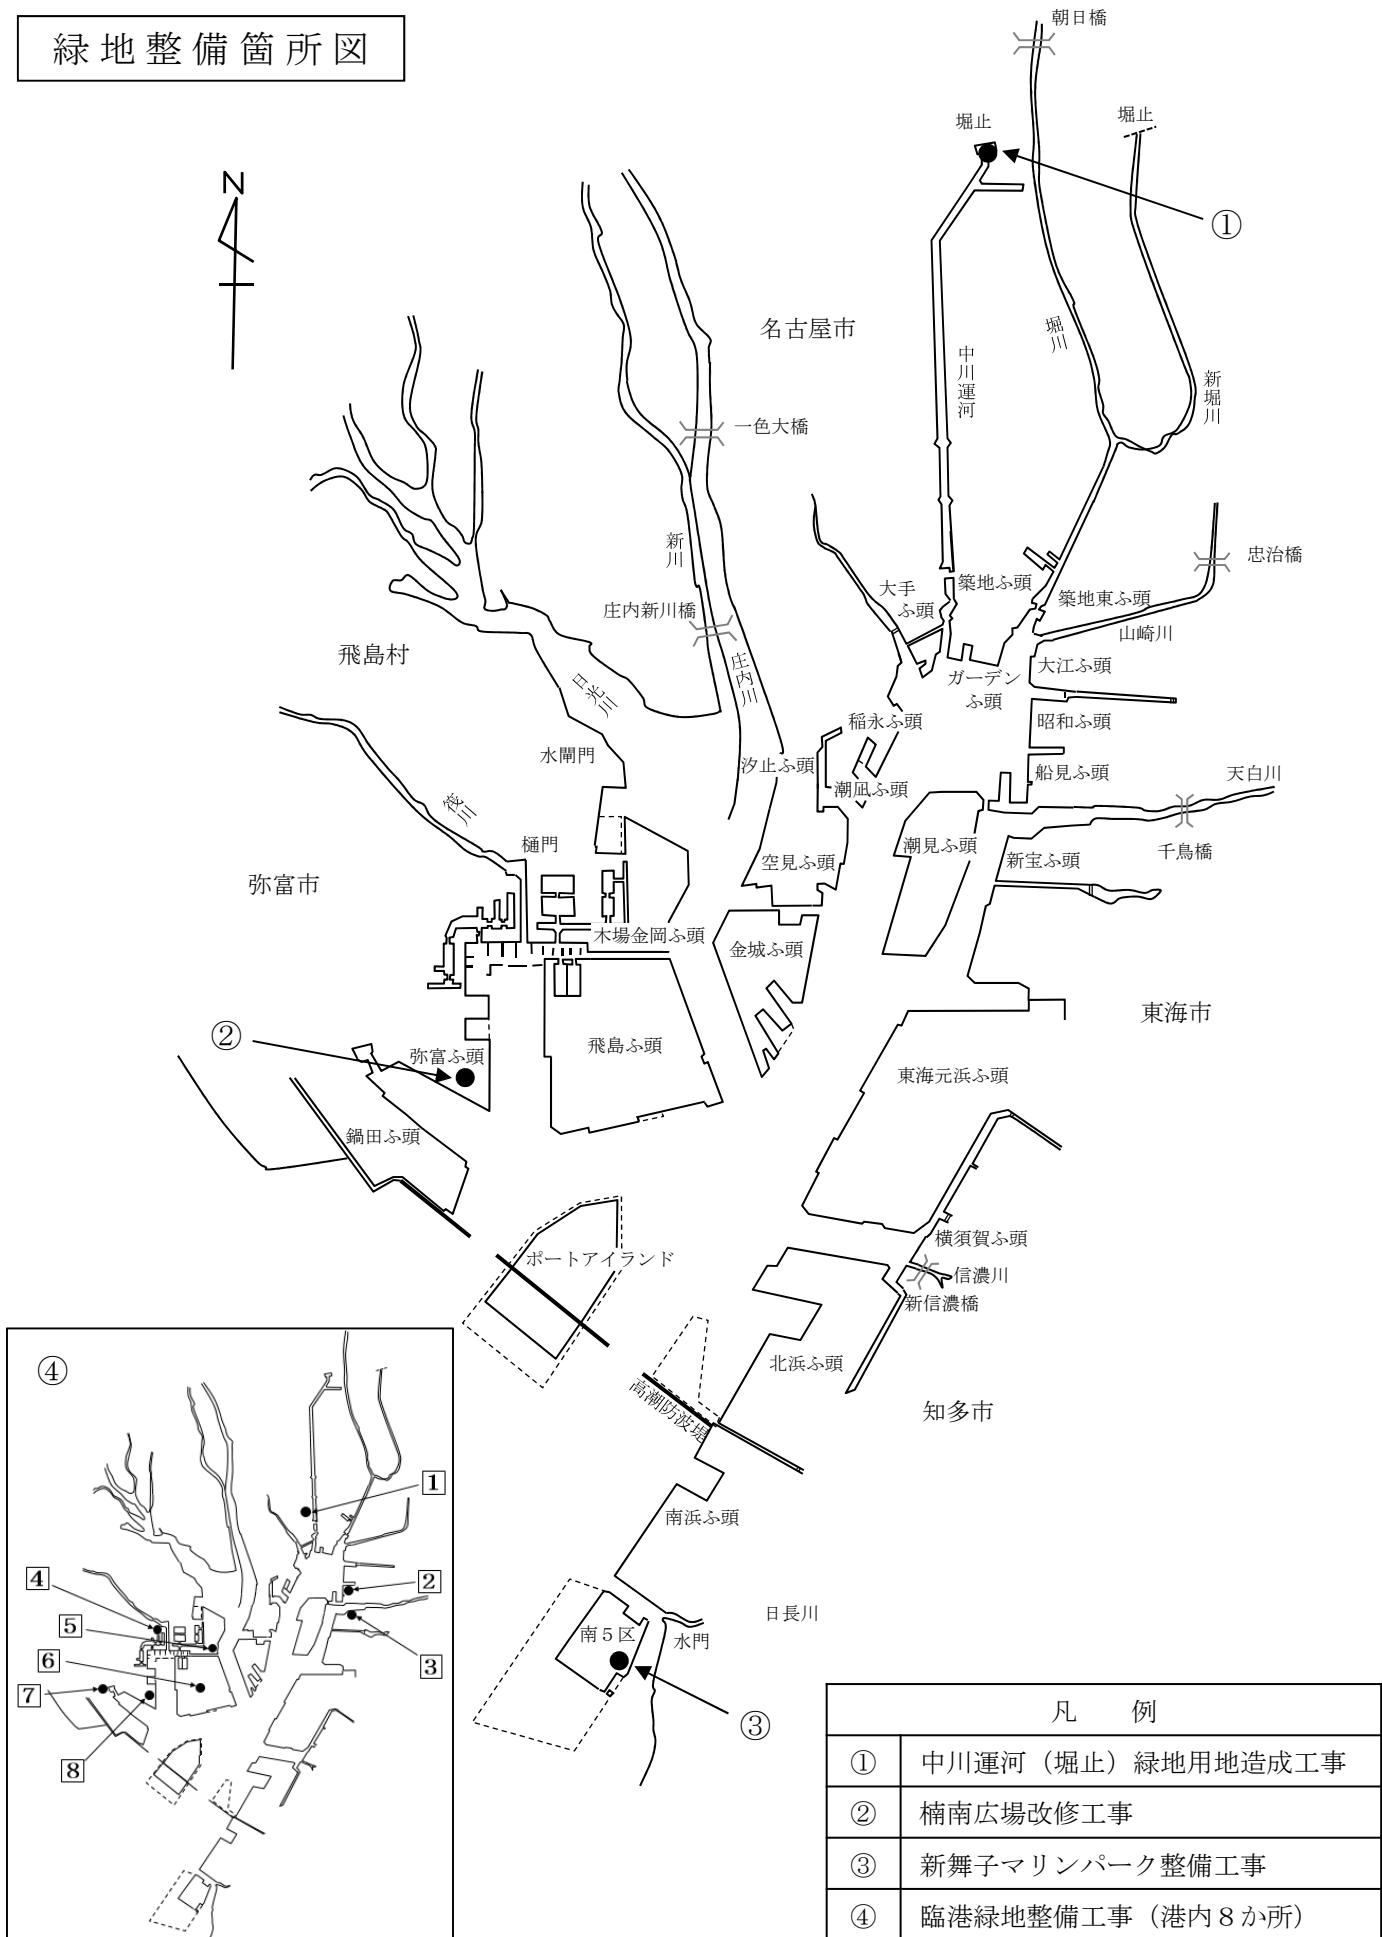 緑地整備箇所図
朝日橋
堀止
堀止
N
①
名古屋市
堀川
中川運河
新堀川
一色大橋
新川
忠治橋
大手
ふ頭
築地ふ頭
築地東ふ頭
庄内新川橋
山崎川
飛島村
庄内川
大江ふ頭
ガーデン
ふ頭
日光川
稲永ふ頭
昭和ふ頭
水閘門
汐止ふ頭
船見ふ頭
天白川
潮凪ふ頭
筏川
樋門
潮見ふ頭
千鳥橋
空見ふ頭
新宝ふ頭
弥富市
木場金岡ふ頭
金城ふ頭
東海市
②
弥富ふ頭
飛島ふ頭
東海元浜ふ頭
鍋田ふ頭
横須賀ふ頭
ポートアイランド
信濃川
新信濃橋
北浜ふ頭
高潮防波堤
知多市
南浜ふ頭
日長川
南5区
水門
③
④
1
2
3
4
5
6
7
8
凡 例
① 中川運河（堀止）緑地用地造成工事
② 楠南広場改修工事
③ 新舞子マリンパーク整備工事
④ 臨港緑地整備工事（港内８か所）